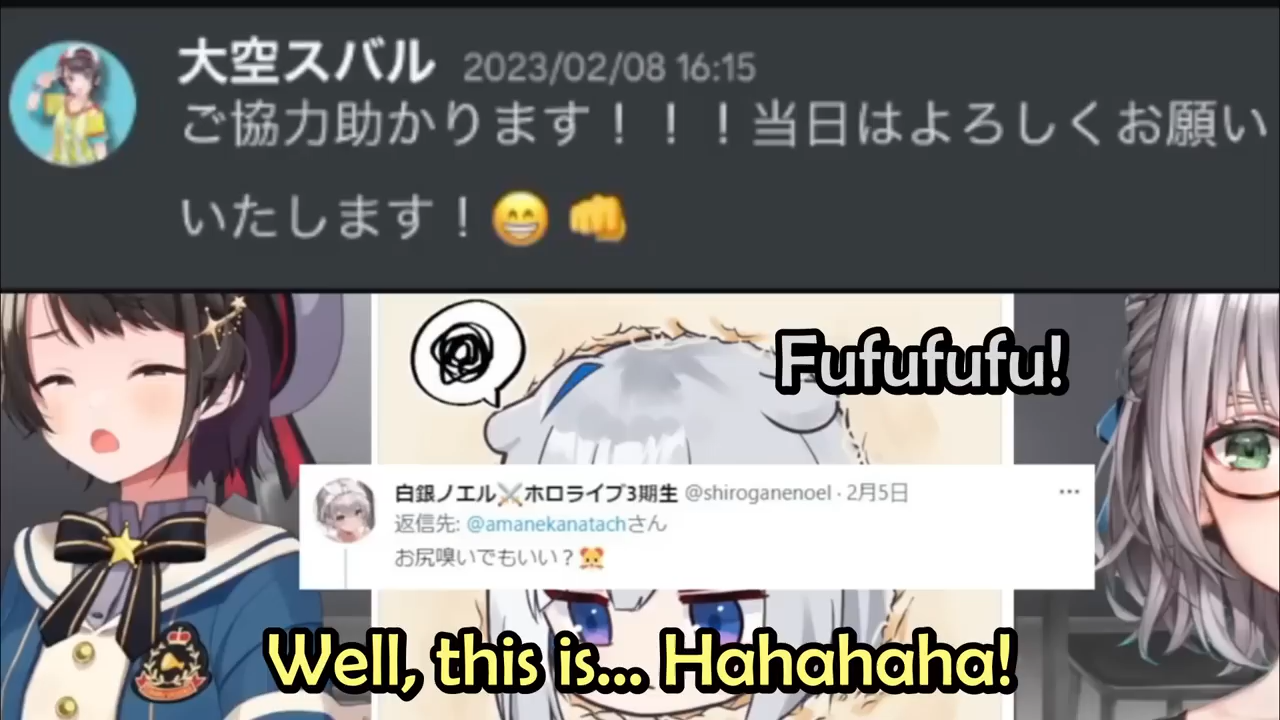 大空スバル 2023/02/08 16:15
ご協力助かります！！！当日はよろしくお願い
いたします！😁 👊
Fufufufu!
白銀ノエル⚔️ホロライブ3期生 @shiroganenoel · 2月5日
返信先: @amanekanatachさん
お尻嗅いでもいい？🐹
Well, this is... Hahahaha!